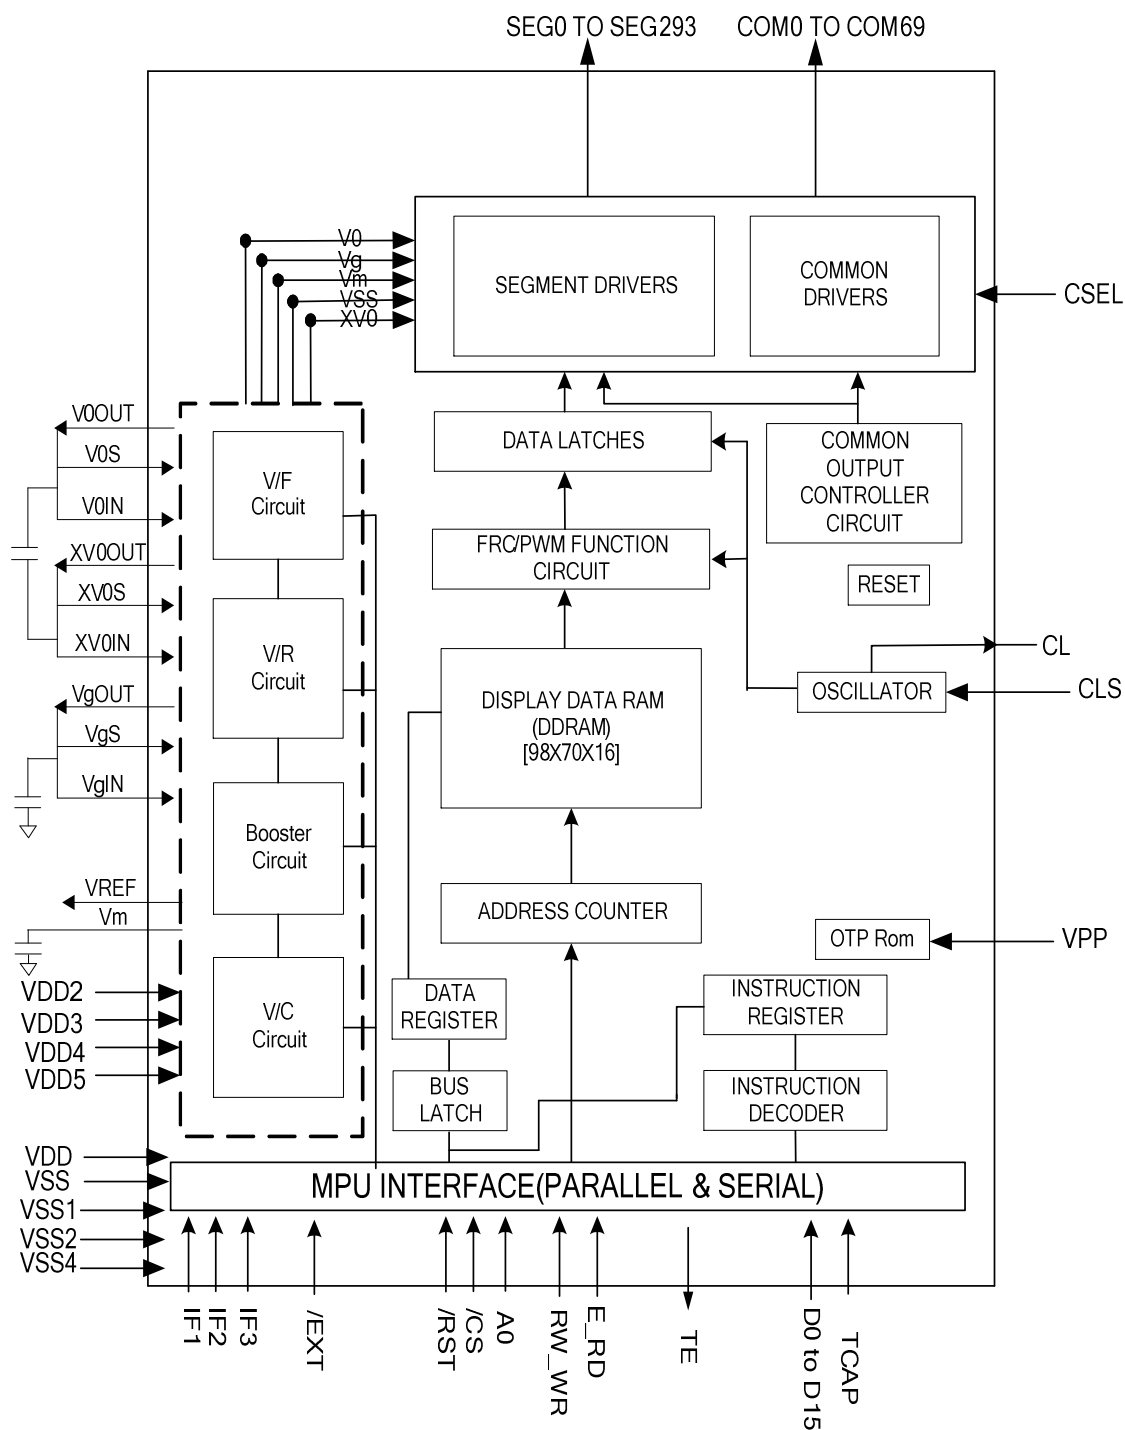 SEG0 TO SEG293
COM0 TO COM69
V0
Vg
Vm
VSS
XV0
SEGMENT DRIVERS
COMMON
DRIVERS
CSEL
V0OUT
V0S
V0IN
XV0OUT
XV0S
XV0IN
VgOUT
VgS
VgIN
VREF
Vm
VDD2
VDD3
VDD4
VDD5
VDD
VSS
VSS1
VSS2
VSS4
V/F
Circuit
V/R
Circuit
Booster
Circuit
V/C
Circuit
DATA LATCHES
COMMON
OUTPUT
CONTROLLER
CIRCUIT
FRC/PWM FUNCTION
CIRCUIT
RESET
CL
OSCILLATOR
CLS
DISPLAY DATA RAM
(DDRAM)
[98X70X16]
ADDRESS COUNTER
OTP Rom
VPP
DATA
REGISTER
INSTRUCTION
REGISTER
BUS
LATCH
INSTRUCTION
DECODER
MPU INTERFACE(PARALLEL & SERIAL)
IF1
IF2
IF3
/EXT
/RST
/CS
A0
RW_WR
E_RD
TE
D0 to D15
TCAP